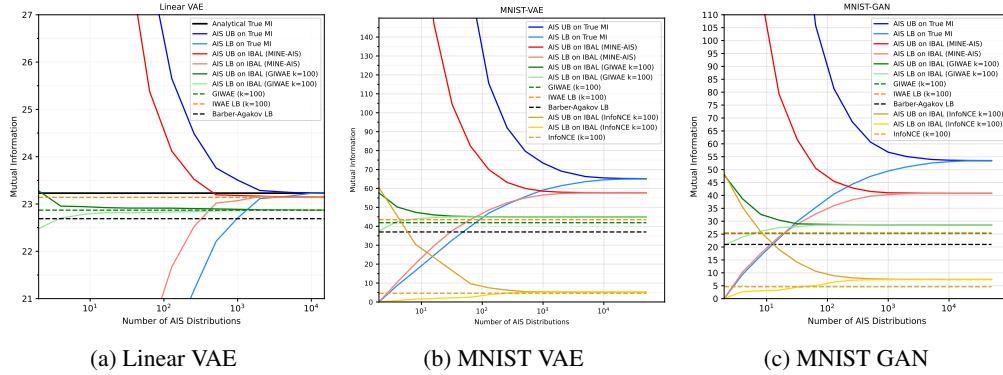 Linear VAE
27
26
25
24
23
22
21
10¹
10²
10³
10⁴
Mutual Information
Number of AIS Distributions
Analytical True MI
AIS UB on True MI
AIS LB on True MI
AIS UB on IBAL (MINE-AIS)
AIS LB on IBAL (MINE-AIS)
AIS UB on IBAL (GIWAE k=100)
AIS LB on IBAL (GIWAE k=100)
GIWAE (k=100)
IWAE LB (k=100)
Barber-Agakov LB
(a) Linear VAE
MNIST-VAE
140
130
120
110
100
90
80
70
60
50
40
30
20
10
0
10¹
10²
10³
10⁴
Mutual Information
Number of AIS Distributions
AIS UB on True MI
AIS LB on True MI
AIS UB on IBAL (MINE-AIS)
AIS LB on IBAL (MINE-AIS)
AIS UB on IBAL (GIWAE k=100)
AIS LB on IBAL (GIWAE k=100)
GIWAE (k=100)
IWAE LB (k=100)
Barber-Agakov LB
AIS UB on IBAL (InfoNCE k=100)
AIS LB on IBAL (InfoNCE k=100)
InfoNCE (k=100)
(b) MNIST VAE
MNIST-GAN
110
105
100
95
90
85
80
75
70
65
60
55
50
45
40
35
30
25
20
15
10
5
0
10¹
10²
10³
10⁴
Mutual Information
Number of AIS Distributions
AIS UB on True MI
AIS LB on True MI
AIS UB on IBAL (MINE-AIS)
AIS LB on IBAL (MINE-AIS)
AIS UB on IBAL (GIWAE k=100)
AIS LB on IBAL (GIWAE k=100)
GIWAE (k=100)
IWAE LB (k=100)
Barber-Agakov LB
AIS UB on IBAL (InfoNCE k=100)
AIS LB on IBAL (InfoNCE k=100)
InfoNCE (k=100)
(c) MNIST GAN